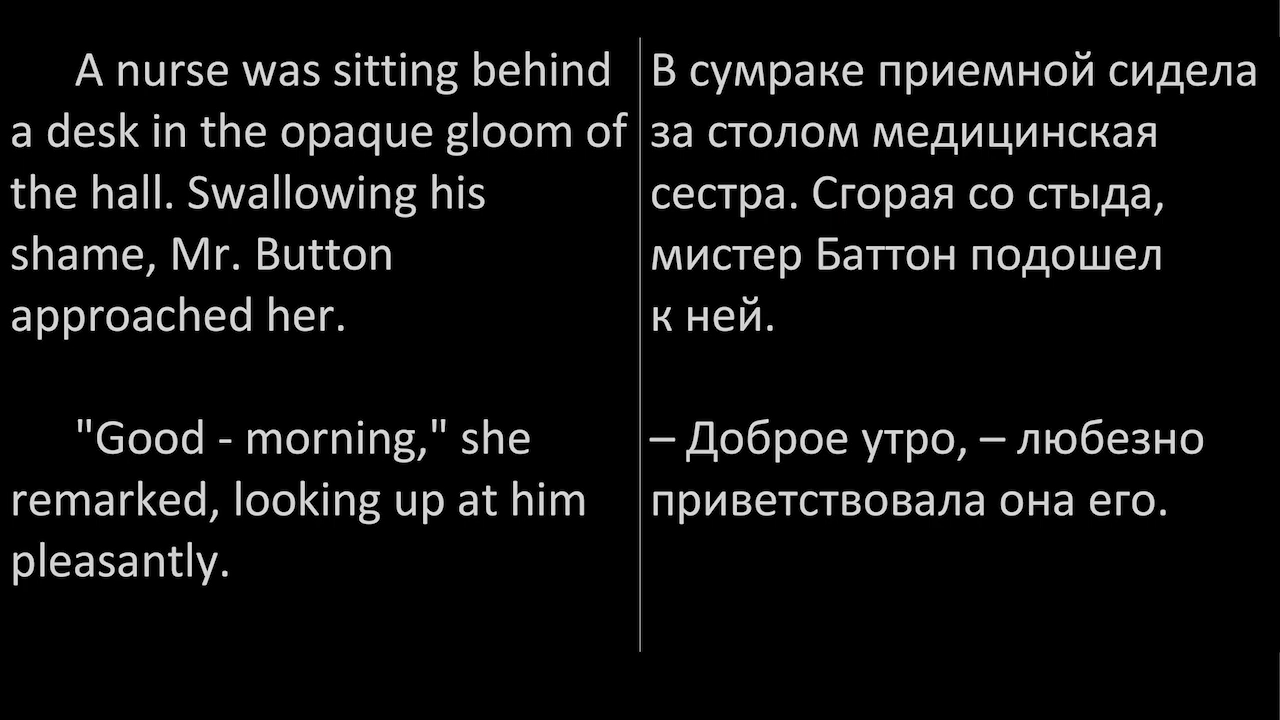 A nurse was sitting behind
a desk in the opaque gloom of
the hall. Swallowing his
shame, Mr. Button
approached her.
"Good - morning," she
remarked, looking up at him
pleasantly.
В сумраке приемной сидела
за столом медицинская
сестра. Сгорая со стыда,
мистер Баттон подошел
к ней.
– Доброе утро, – любезно
приветствовала она его.